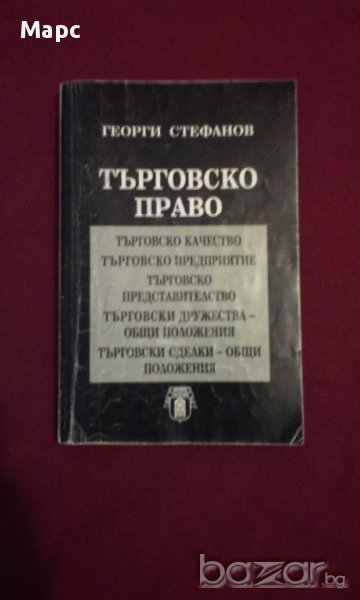 Марс
ГЕОРГИ СТЕФАНОВ
ТЪРГОВСКО
ПРАВО
ТЪРГОВСКО КАЧЕСТВО
ТЪРГОВСКО ПРЕДПРИЯТИЕ
ТЪРГОВСКО
ПРЕДСТАВИТЕЛСТВО
ТЪРГОВСКИ ДРУЖЕСТВА –
ОБЩИ ПОЛОЖЕНИЯ
ТЪРГОВСКИ СДЕЛКИ – ОБЩИ
ПОЛОЖЕНИЯ
bazar.bg